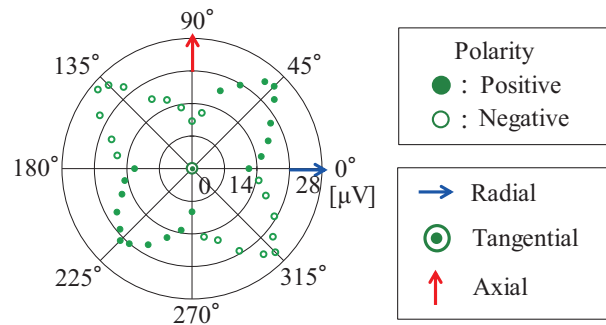 90°
135°
45°
180°
0°
0
14
28
[μV]
225°
315°
270°
Polarity
: Positive
: Negative
Radial
Tangential
Axial